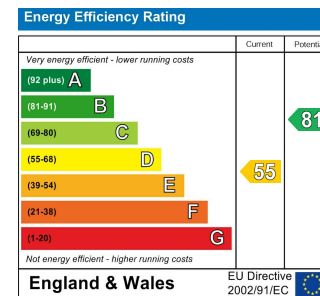 Energy Efficiency Rating
Current
Very energy efficient - lower running costs
(92 plus) A
(81-91) B
81
(69-80) C
(55-68) D
55
(39-54) E
(21-38) F
(1-20) G
Not energy efficient - higher running costs
England & Wales
EU Directive
2002/91/EC